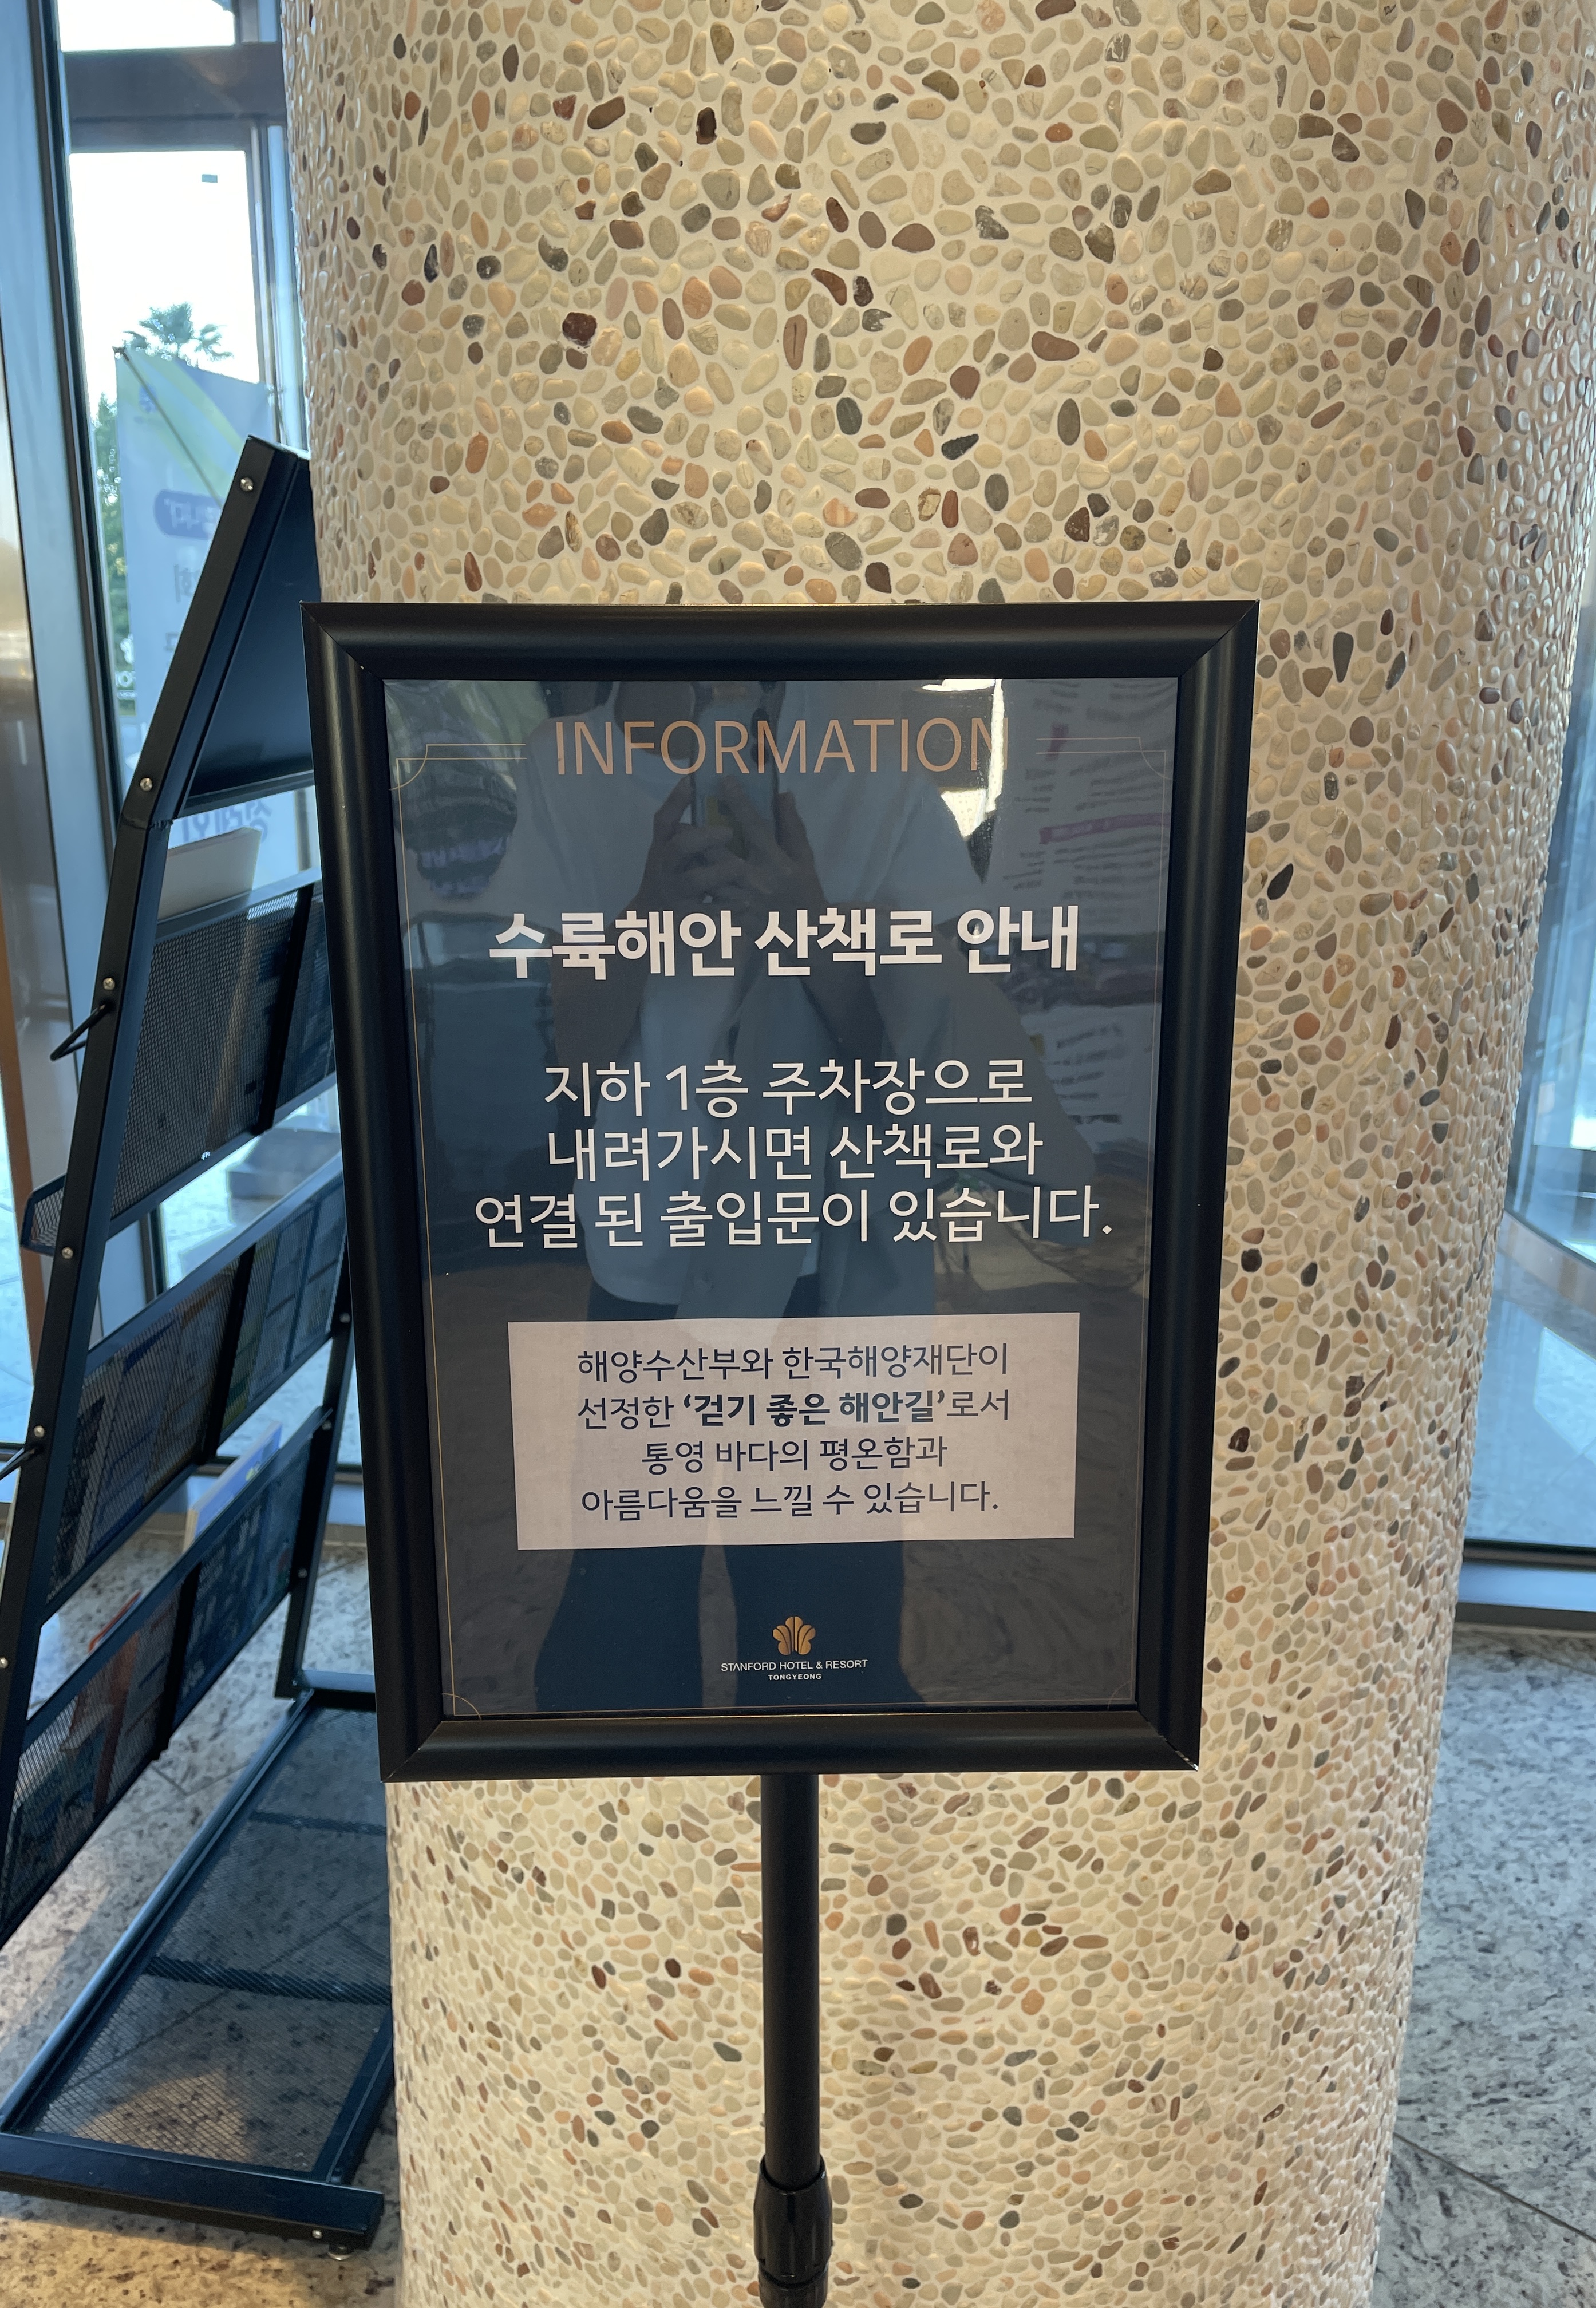 INFORMATION
수륙해안 산책로 안내
지하 1층 주차장으로
내려가시면 산책로와
연결 된 출입문이 있습니다.
해양수산부와 한국해양재단이
선정한 ‘걷기 좋은 해안길’로서
통영 바다의 평온함과
아름다움을 느낄 수 있습니다.
STANFORD HOTEL & RESORT
TONGYEONG